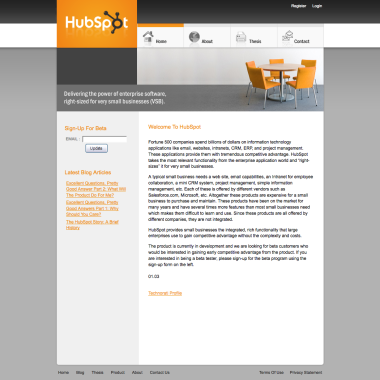 Register Login
HubSpot
Home About Thesis Contact
Delivering the power of enterprise software,
right-sized for very small businesses (VSB).
Sign-Up For Beta
EMAIL:
Update
Latest Blog Articles
Excellent Questions, Pretty
Good Answer Part 2: What Will
The Product Do For Me?
Excellent Questions, Pretty
Good Answers Part 1: Why
Should You Care?
The HubSpot Story: A Brief
History
Welcome To HubSpot
Fortune 500 companies spend billions of dollars on information technology
applications like email, websites, intranets, CRM, ERP, and project management.
These applications provide them with tremendous competitive advantage. HubSpot
takes the most relevant functionality from the enterprise application world and "right-
sizes" it for very small businesses.
A typical small business needs a web site, email capabilities, an intranet for employee
collaboration, a mini CRM system, project management, simple information
management, etc. Each of these is offered by different vendors such as
Salesforce.com, Microsoft, etc. Altogether these products are expensive for a small
business to purchase and maintain. These products have been on the market for
many years and have several times more features than most small businesses need
which makes them difficult to learn and use. Since these products are all offered by
different companies, they are not integrated.
HubSpot provides small businesses the integrated, rich functionality that large
enterprises use to gain competitive advantage without the complexity and costs.
The product is currently in development and we are looking for beta customers who
would be interested in gaining early competitive advantage from the product. If you
are interested in being a beta tester, please sign-up for the beta program using the
sign-up form on the left.
01.03
Technorati Profile
Home Blog Thesis Product About Contact Us Terms Of Use Privacy Statement